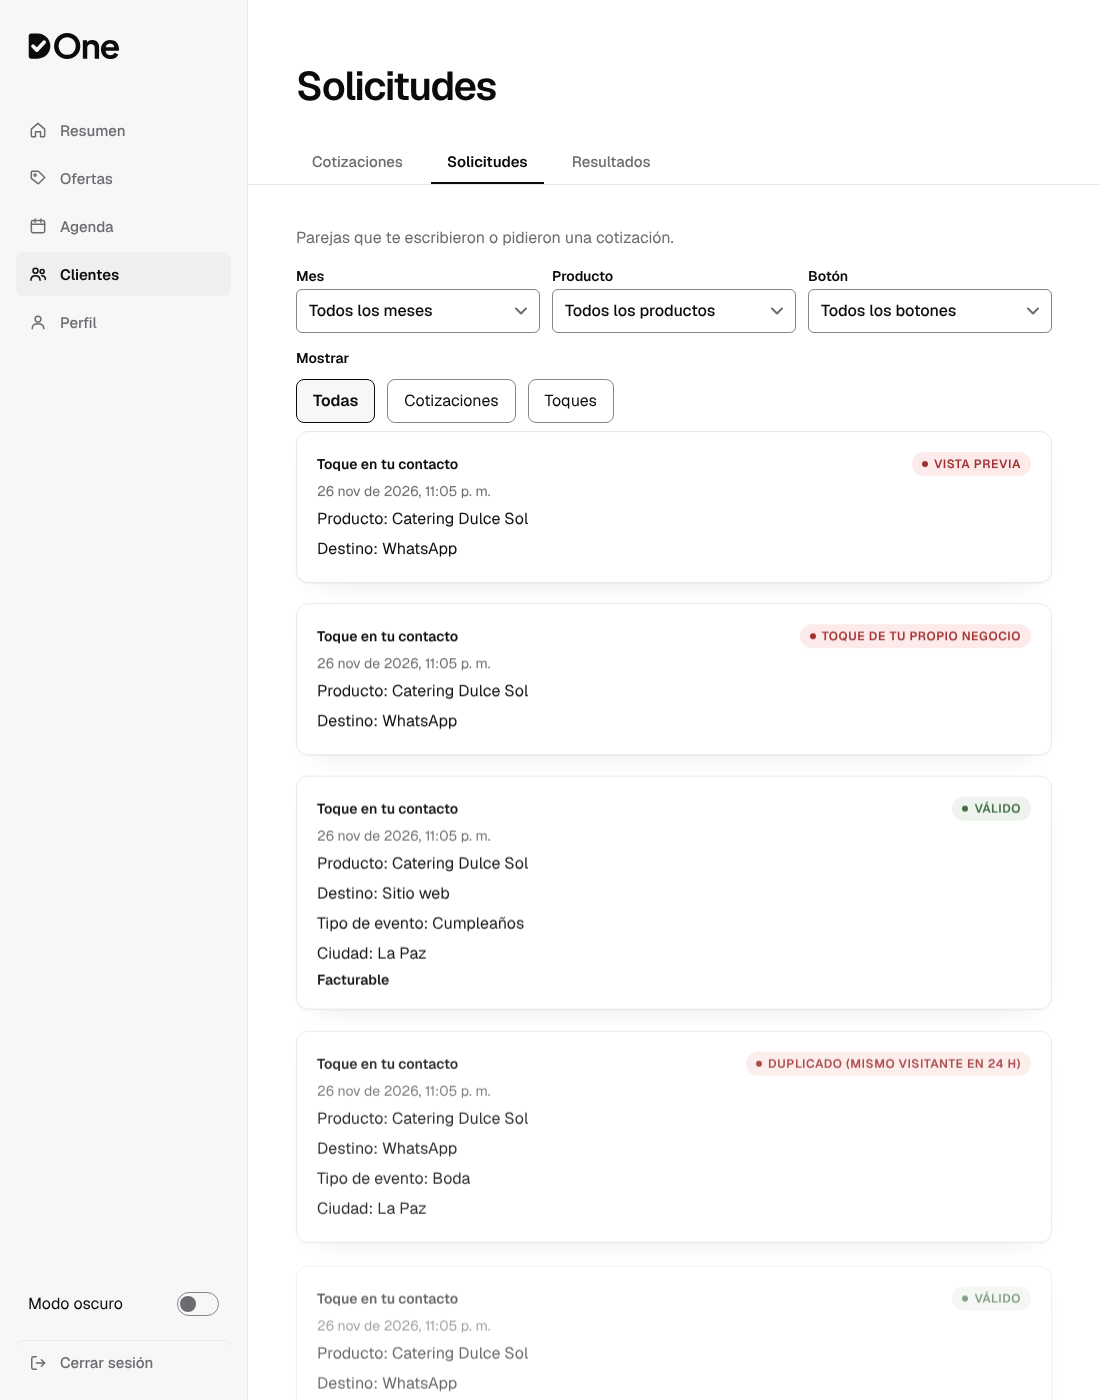 One
Resumen
Ofertas
Agenda
Clientes
Perfil
Modo oscuro
Cerrar sesión
Solicitudes
Cotizaciones
Solicitudes
Resultados
Parejas que te escribieron o pidieron una cotización.
Mes
Producto
Botón
Todos los meses
Todos los productos
Todos los botones
Mostrar
Todas
Cotizaciones
Toques
Toque en tu contacto
VISTA PREVIA
26 nov de 2026, 11:05 p. m.
Producto: Catering Dulce Sol
Destino: WhatsApp
Toque en tu contacto
TOQUE DE TU PROPIO NEGOCIO
26 nov de 2026, 11:05 p. m.
Producto: Catering Dulce Sol
Destino: WhatsApp
Toque en tu contacto
VÁLIDO
26 nov de 2026, 11:05 p. m.
Producto: Catering Dulce Sol
Destino: Sitio web
Tipo de evento: Cumpleaños
Ciudad: La Paz
Facturable
Toque en tu contacto
DUPLICADO (MISMO VISITANTE EN 24 H)
26 nov de 2026, 11:05 p. m.
Producto: Catering Dulce Sol
Destino: WhatsApp
Tipo de evento: Boda
Ciudad: La Paz
Toque en tu contacto
VÁLIDO
26 nov de 2026, 11:05 p. m.
Producto: Catering Dulce Sol
Destino: WhatsApp